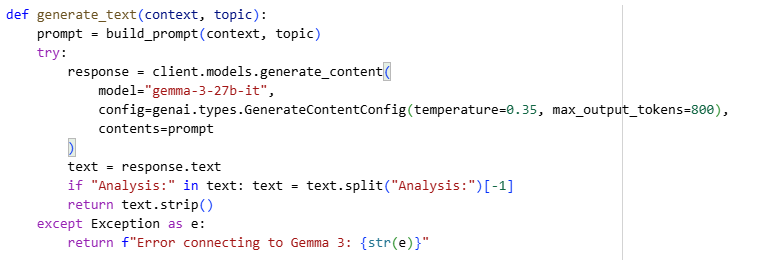 def generate_text(context, topic):
    prompt = build_prompt(context, topic)
    try:
        response = client.models.generate_content(
            model="gemma-3-27b-it",
            config=genai.types.GenerateContentConfig(temperature=0.35, max_output_tokens=800),
            contents=prompt
        )
        text = response.text
        if "Analysis:" in text: text = text.split("Analysis:")[-1]
        return text.strip()
    except Exception as e:
        return f"Error connecting to Gemma 3: {str(e)}"